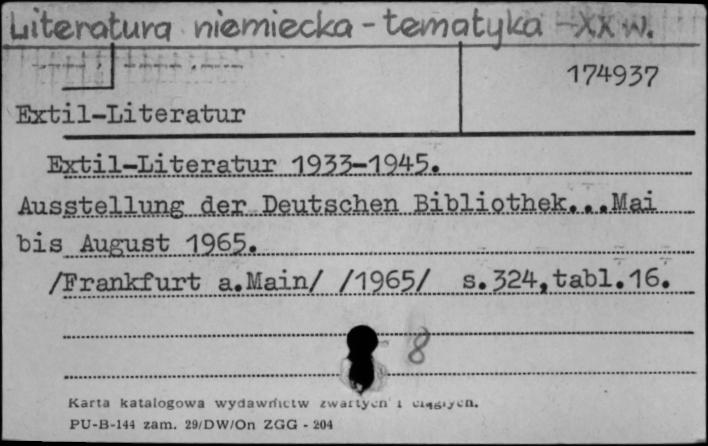 Literatura niemiecka - tematyka - XX w.
174937
Extil-Literatur
Extil-Literatur 1933-1945.
Ausstellung der Deutschen Bibliothek...Mai
bis August 1965.
/Frankfurt a.Main/ /1965/ s.324,tabl.16.
8
Karta katalogowa wydawnictw zwartych i ciągłych.
PU-B-144 zam. 29/DW/On ZGG - 204